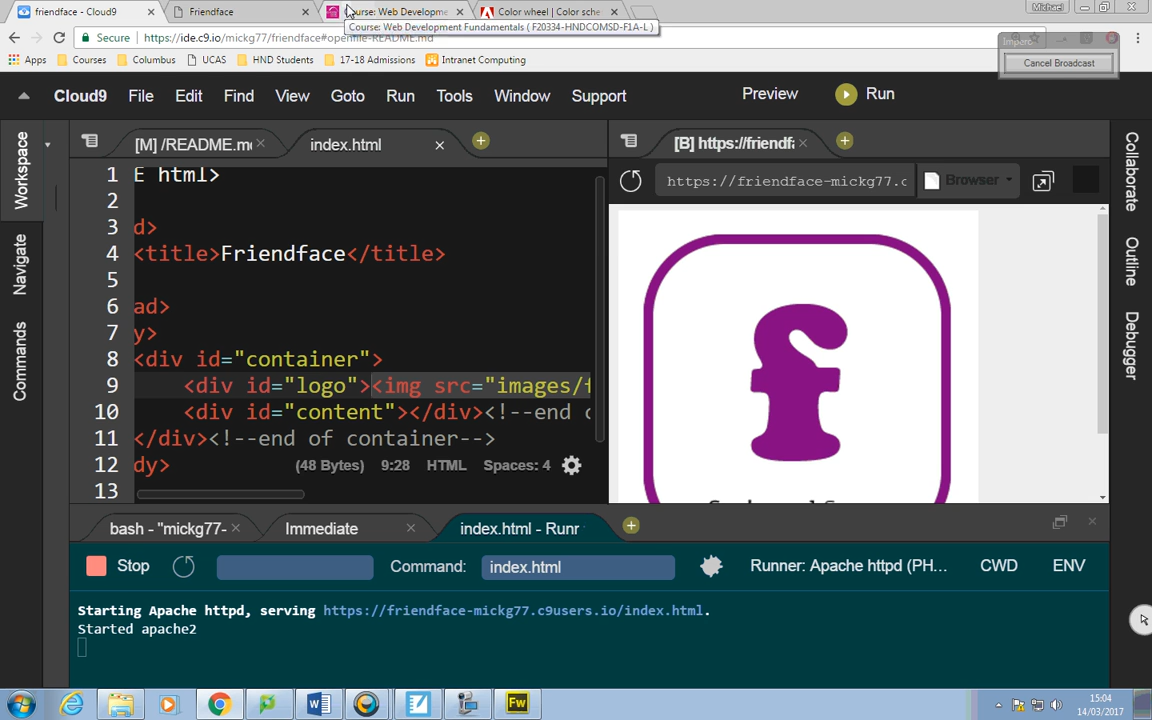 friendface - Cloud9
Friendface
Course: Web Developme
Color wheel | Color sche
Michael
Course: Web Development Fundamentals ( F20334-HNDCOMSD-F1A-L )
Secure
https://ide.c9.io/mickg77/friendface#openfile-README.md
Apps
Courses
Columbus
UCAS
HND Students
17-18 Admissions
Intranet Computing
Imperc
Cancel Broadcast
Cloud9 File Edit Find View Goto Run Tools Window Support
Preview
Run
Workspace
Navigate
Commands
[M] /README.m
index.html
[B] https://friendfa
https://friendface-mickg77.c
Browser
Collaborate
Outline
Debugger
1 E html>
2
3 d>
4 <title>Friendface</title>
5
6 ad>
7 y>
8 <div id="container">
9 <div id="logo"><img src="images/f
10 <div id="content"></div><!--end o
11 </div><!--end of container-->
12 dy>
13
(48 Bytes) 9:28 HTML Spaces: 4
f
bash - "mickg77-
Immediate
index.html - Runr
Stop
Command:
index.html
Runner: Apache httpd (PH...
CWD
ENV
Starting Apache httpd, serving https://friendface-mickg77.c9users.io/index.html.
Started apache2
Fw
15:04
14/03/2017